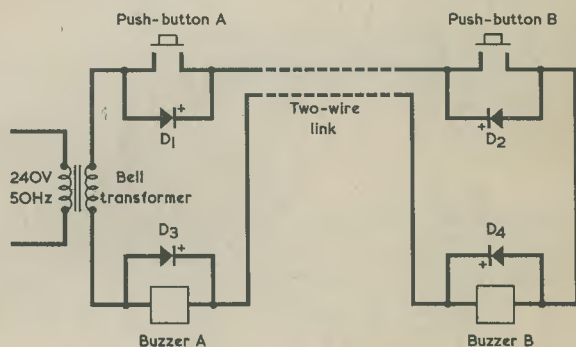 Push-button A
Push-button B
+
D1
+
D2
Two-wire
link
240V
50Hz
Bell
transformer
D3
+
D4
+
Buzzer A
Buzzer B